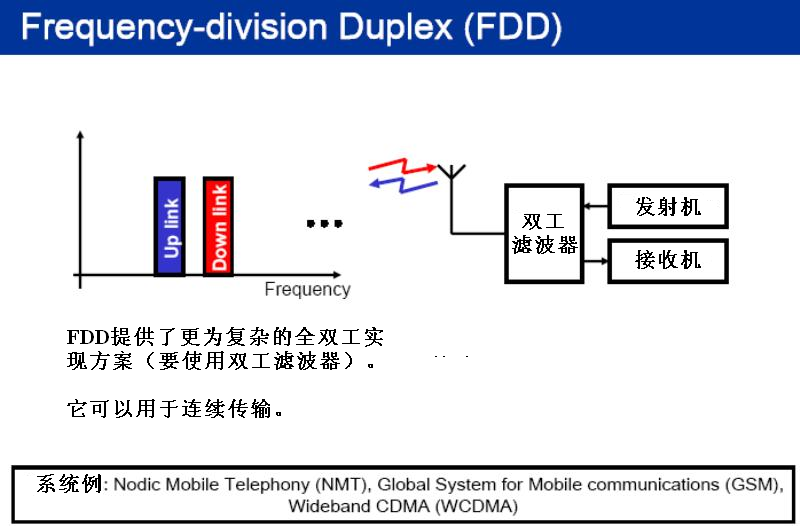 Frequency-division Duplex (FDD)
Up link
Down link
...
Frequency
双工
滤波器
发射机
接收机
FDD提供了更为复杂的全双工实
现方案（要使用双工滤波器）。
它可以用于连续传输。
系统例: Nodic Mobile Telephony (NMT), Global System for Mobile communications (GSM),
Wideband CDMA (WCDMA)